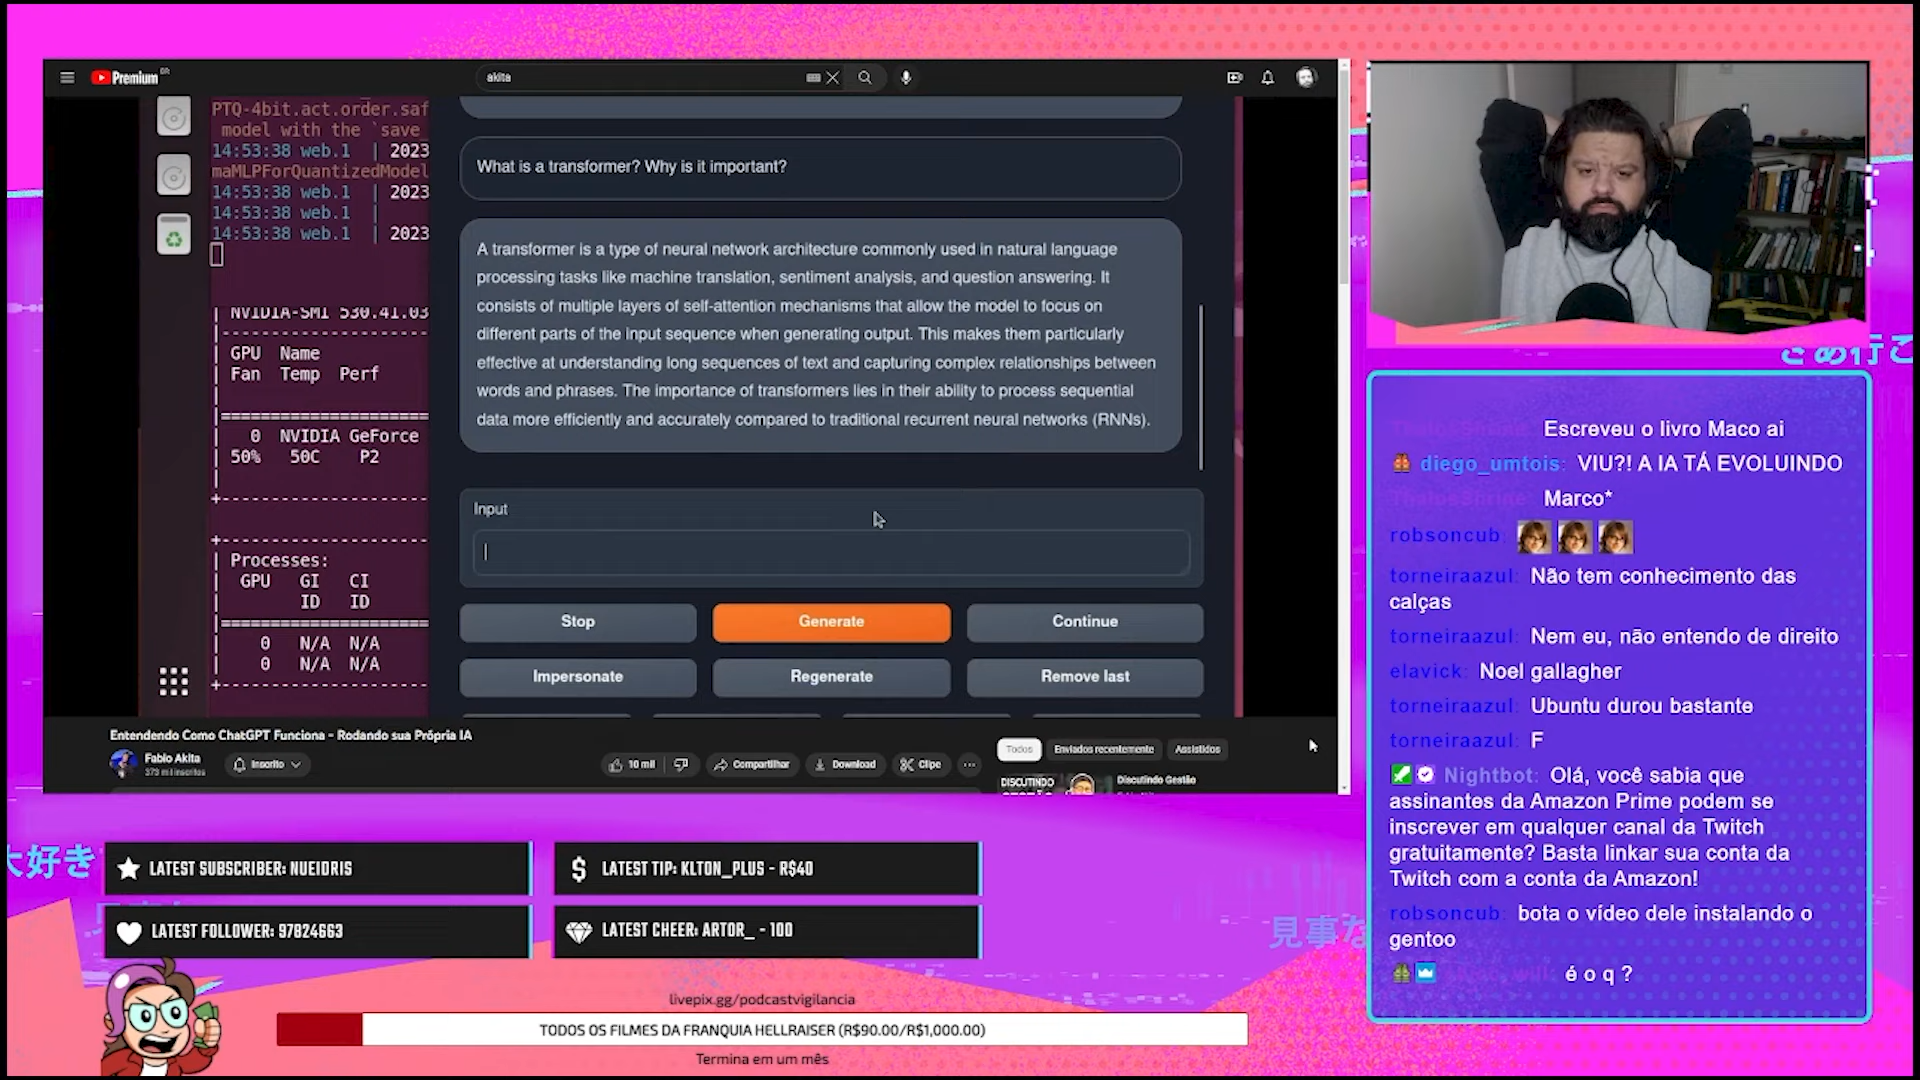 Premium BR
akita
PTQ-4bit.act.order.saf
model with the `save_
14:53:38 web.1 | 2023
maMLPForQuantizedModel
14:53:38 web.1 | 2023
14:53:38 web.1 |
14:53:38 web.1 | 2023
| NVIDIA-SMI 530.41.03
| GPU Name
| Fan Temp Perf
| 0 NVIDIA GeForce
| 50% 50C P2
| Processes:
| GPU GI CI
| ID ID
| 0 N/A N/A
| 0 N/A N/A
What is a transformer? Why is it important?
A transformer is a type of neural network architecture commonly used in natural language
processing tasks like machine translation, sentiment analysis, and question answering. It
consists of multiple layers of self-attention mechanisms that allow the model to focus on
different parts of the input sequence when generating output. This makes them particularly
effective at understanding long sequences of text and capturing complex relationships between
words and phrases. The importance of transformers lies in their ability to process sequential
data more efficiently and accurately compared to traditional recurrent neural networks (RNNs).
Input
Stop
Generate
Continue
Impersonate
Regenerate
Remove last
Entendendo Como ChatGPT Funciona - Rodando sua Própria IA
Fabio Akita
373 mil inscritos
Inscrito
10 mil
Compartilhar
Download
Clipe
Todos
Enviados recentemente
Assistidos
DISCUTINDO
Discutindo Gestão
Escreveu o livro Maco ai
diego_umtois: VIU?! A IA TÁ EVOLUINDO
Marco*
robsoncub:
torneiraazul: Não tem conhecimento das
calças
torneiraazul: Nem eu, não entendo de direito
elavick: Noel gallagher
torneiraazul: Ubuntu durou bastante
torneiraazul: F
Nightbot: Olá, você sabia que
assinantes da Amazon Prime podem se
inscrever em qualquer canal da Twitch
gratuitamente? Basta linkar sua conta da
Twitch com a conta da Amazon!
robsoncub: bota o vídeo dele instalando o
gentoo
é o q ?
大好き
見事な
LATEST SUBSCRIBER: NUEIDRIS
LATEST TIP: KLTON_PLUS - R$40
LATEST FOLLOWER: 97824663
LATEST CHEER: ARTOR_ - 100
livepix.gg/podcastvigilancia
TODOS OS FILMES DA FRANQUIA HELLRAISER (R$90.00/R$1,000.00)
Termina em um mês